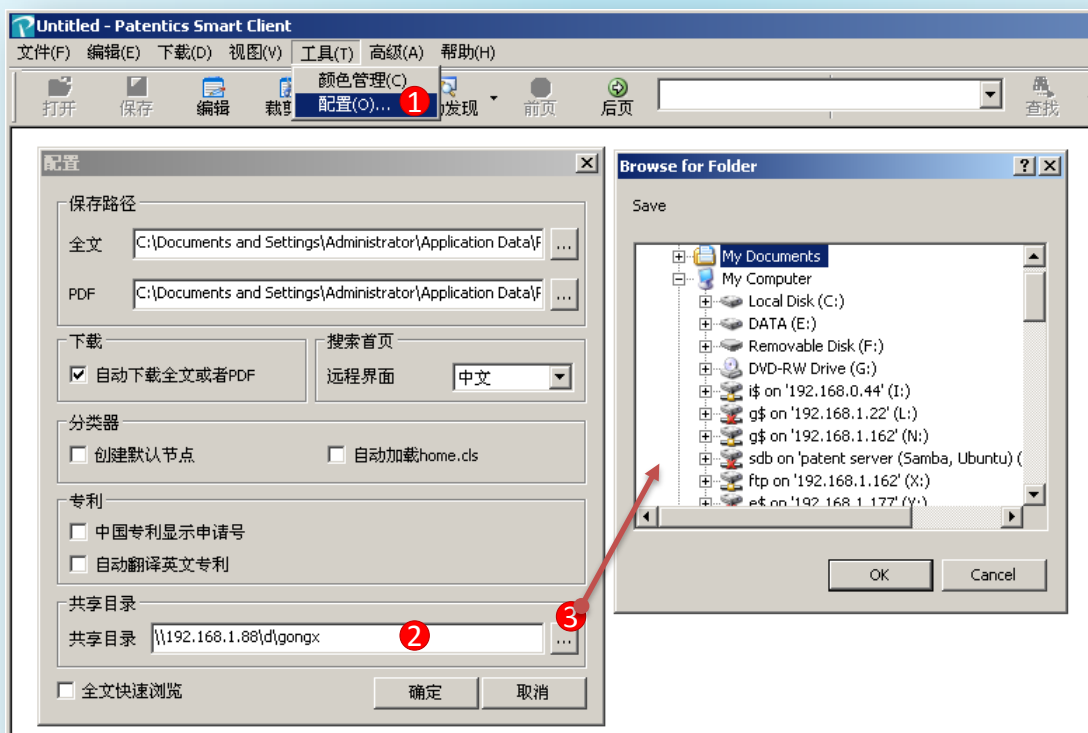 Untitled - Patentics Smart Client
文件(F) 编辑(E) 下载(D) 视图(V) 工具(T) 高级(A) 帮助(H)
颜色管理(C)
配置(O)... 1
打开 保存 编辑 裁 发现 前页 后页 查找
配置
保存路径
全文 C:\Documents and Settings\Administrator\Application Data\F ...
PDF C:\Documents and Settings\Administrator\Application Data\F ...
下载
自动下载全文或者PDF
搜索首页
远程界面 中文
分类器
创建默认节点 自动加载home.cls
专利
中国专利显示申请号
自动翻译英文专利
共享目录
共享目录 \\192.168.1.88\d\gongx 2 ... 3
全文快速浏览 确定 取消
Browse for Folder
Save
My Documents
My Computer
Local Disk (C:)
DATA (E:)
Removable Disk (F:)
DVD-RW Drive (G:)
i$ on '192.168.0.44' (I:)
g$ on '192.168.1.22' (L:)
g$ on '192.168.1.162' (N:)
sdb on 'patent server (Samba, Ubuntu) (
ftp on '192.168.1.162' (X:)
e$ on '192.168.1.177' (Y:)
OK Cancel